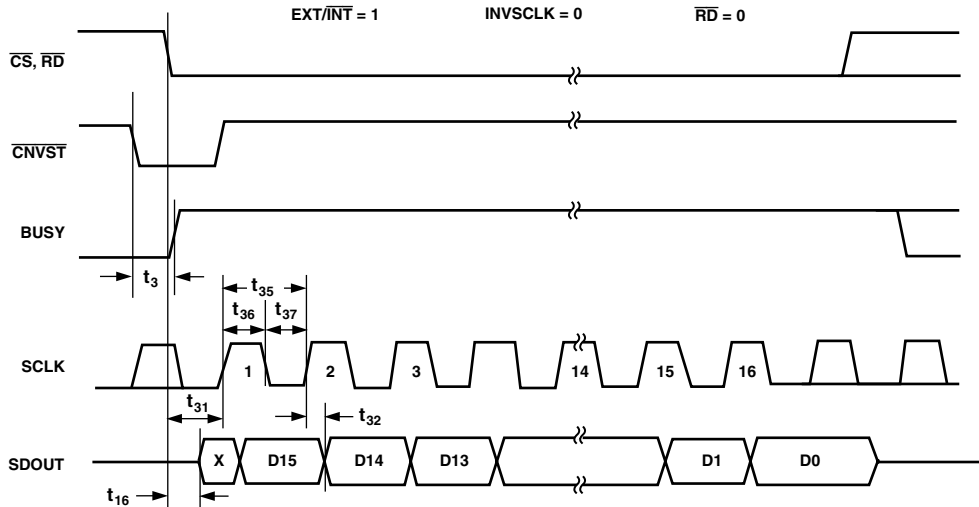 EXT/INT = 1 INVSCLK = 0 RD = 0
CS, RD
CNVST
BUSY
t3
t35
t36 t37
SCLK
1 2 3 14 15 16
t31
t32
SDOUT
X D15 D14 D13 D1 D0
t16